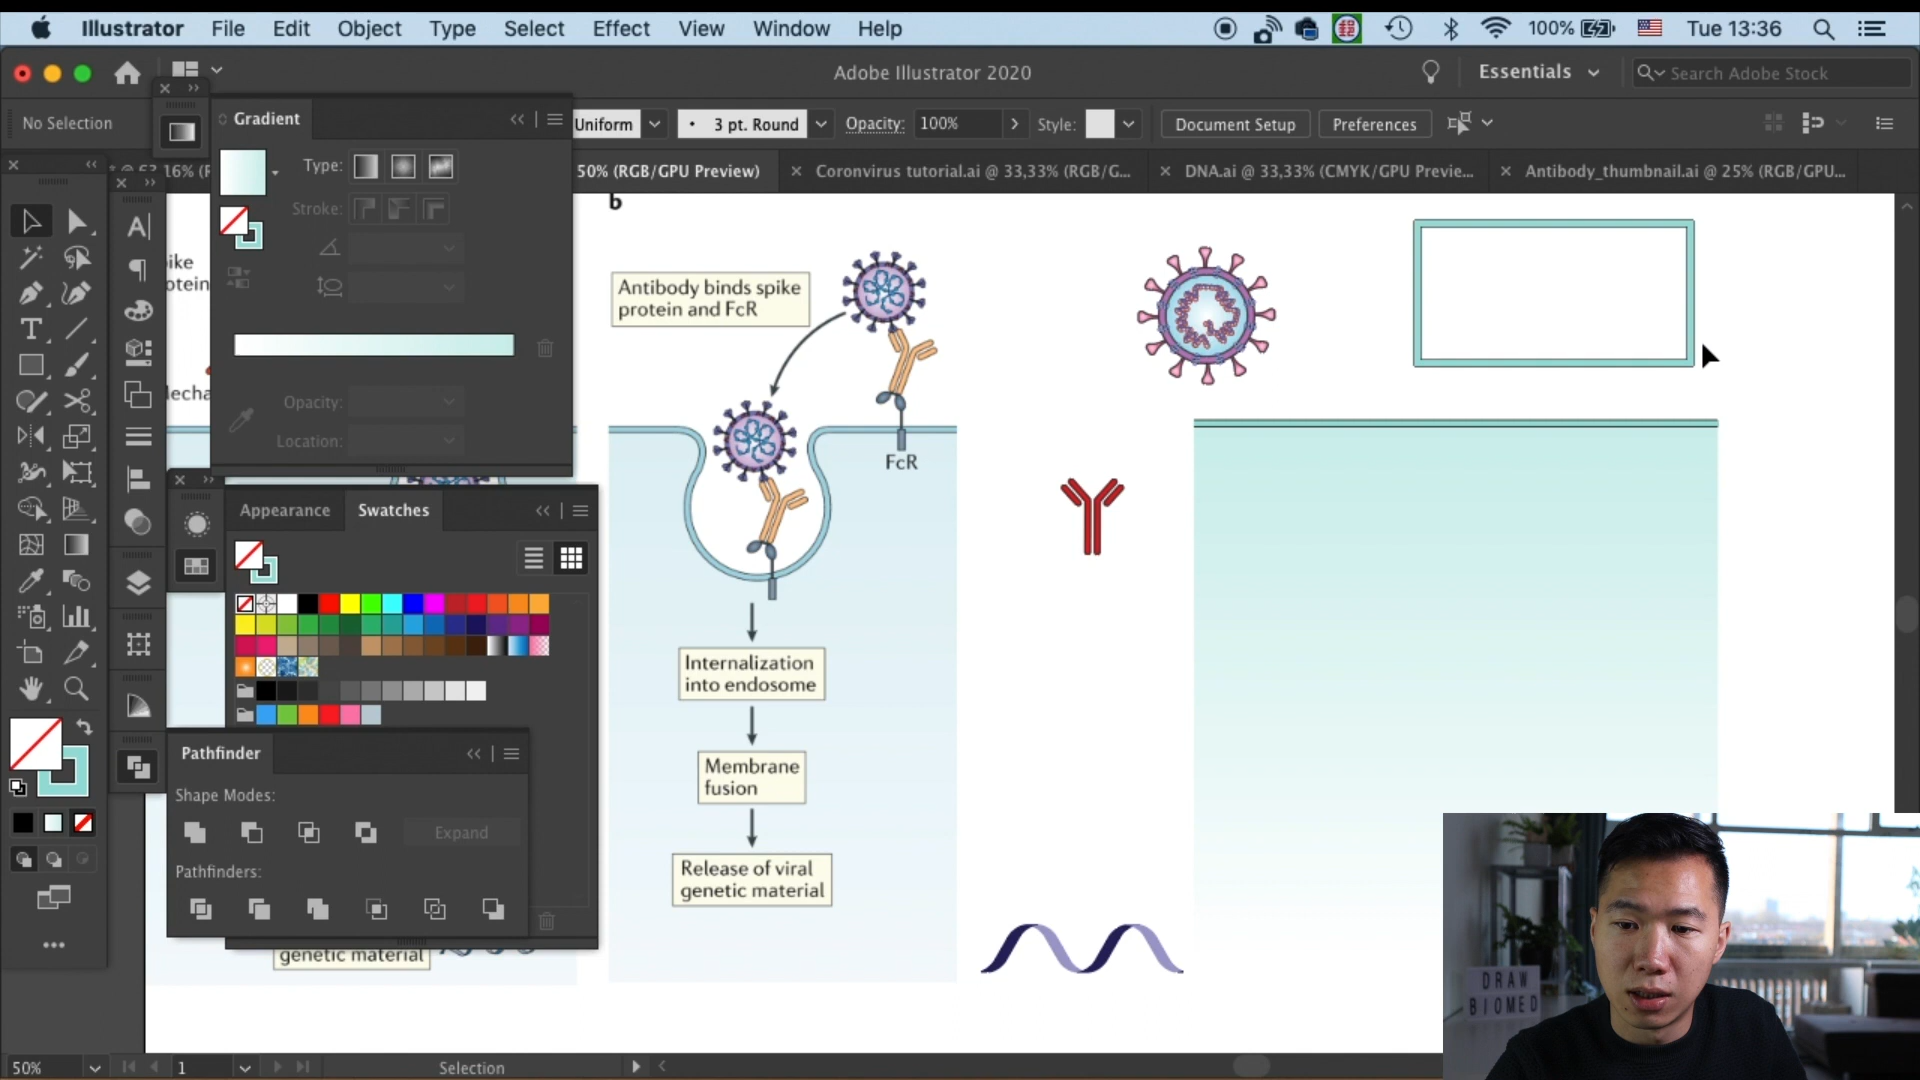 Illustrator File Edit Object Type Select Effect View Window Help
100% Tue 13:36
Adobe Illustrator 2020
Essentials
Search Adobe Stock
No Selection
Gradient
Uniform
3 pt. Round
Opacity: 100%
Style:
Document Setup
Preferences
50% (RGB/GPU Preview)
Coronvirus tutorial.ai @ 33,33% (RGB/G...
DNA.ai @ 33,33% (CMYK/GPU Previe...
Antibody_thumbnail.ai @ 25% (RGB/GPU...
Type:
Stroke:
Opacity:
Location:
b
Antibody binds spike
protein and FcR
FcR
Internalization
into endosome
Membrane
fusion
Release of viral
genetic material
Appearance
Swatches
Pathfinder
Shape Modes:
Expand
Pathfinders:
genetic material
DRAW
BIOMED
50%
1
Selection